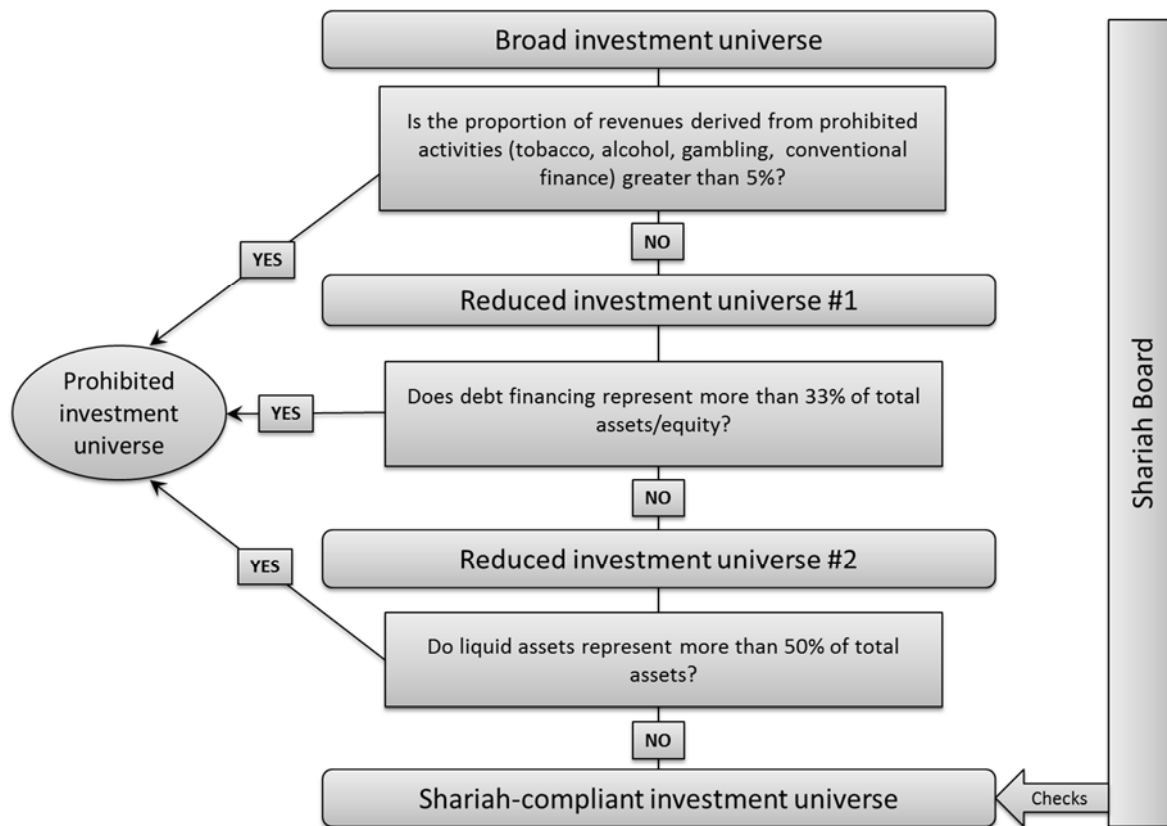 Broad investment universe
Is the proportion of revenues derived from prohibited
activities (tobacco, alcohol, gambling, conventional
finance) greater than 5%?
YES
NO
Reduced investment universe #1
Prohibited
investment
universe
YES
Does debt financing represent more than 33% of total
assets/equity?
NO
Reduced investment universe #2
YES
Do liquid assets represent more than 50% of total
assets?
NO
Shariah-compliant investment universe
Checks
Shariah Board